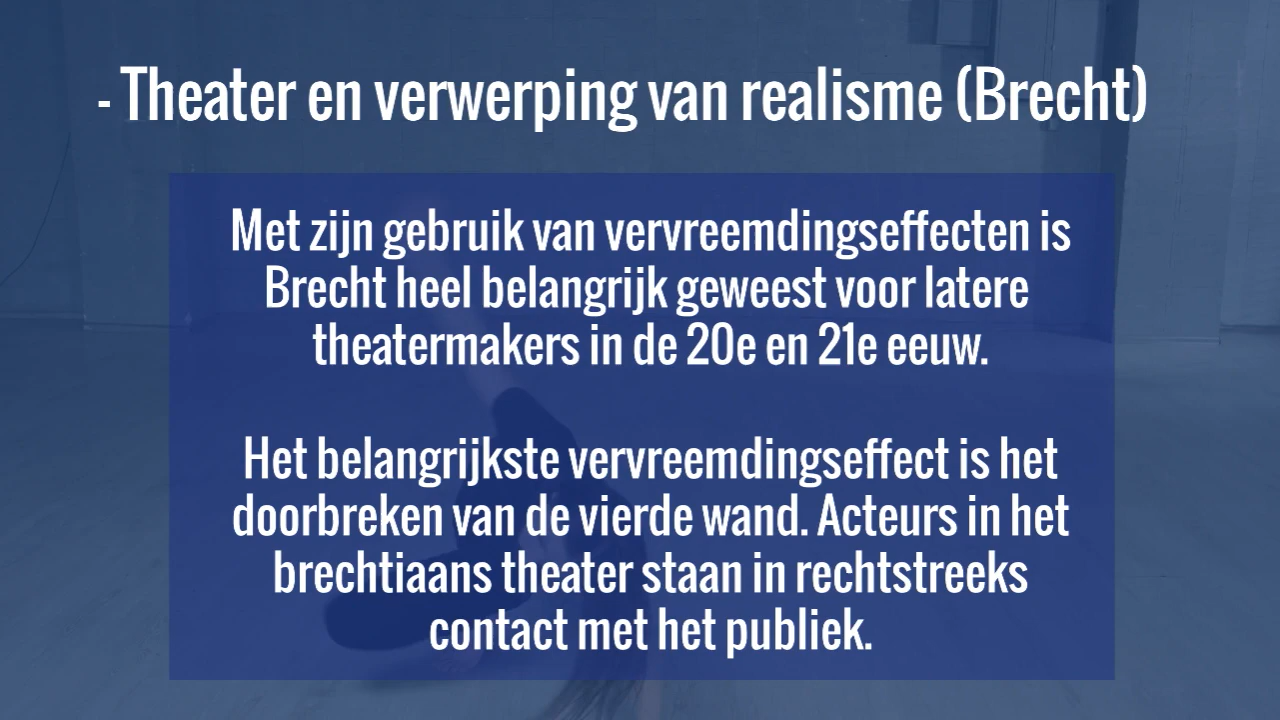 - Theater en verwerping van realisme (Brecht)
Met zijn gebruik van vervreemdingseffecten is
Brecht heel belangrijk geweest voor latere
theatermakers in de 20e en 21e eeuw.
Het belangrijkste vervreemdingseffect is het
doorbreken van de vierde wand. Acteurs in het
brechtiaans theater staan in rechtstreeks
contact met het publiek.